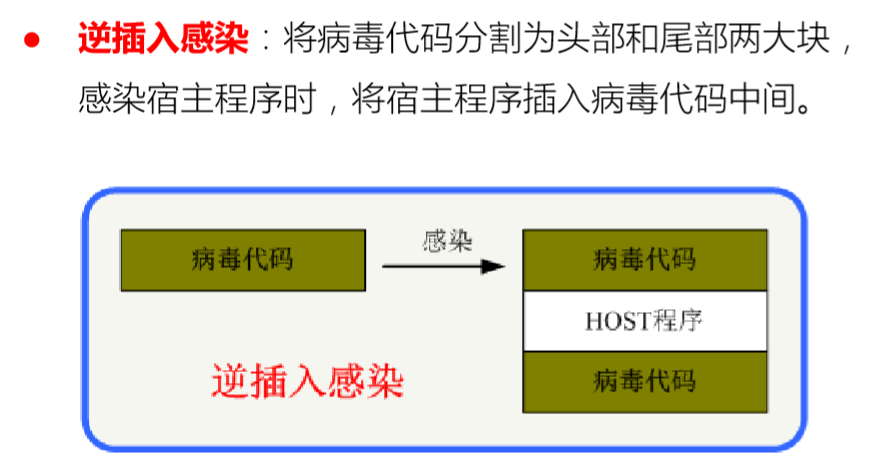 ● 逆插入感染：将病毒代码分割为头部和尾部两大块，
感染宿主程序时，将宿主程序插入病毒代码中间。
感染
病毒代码
病毒代码
HOST程序
病毒代码
逆插入感染